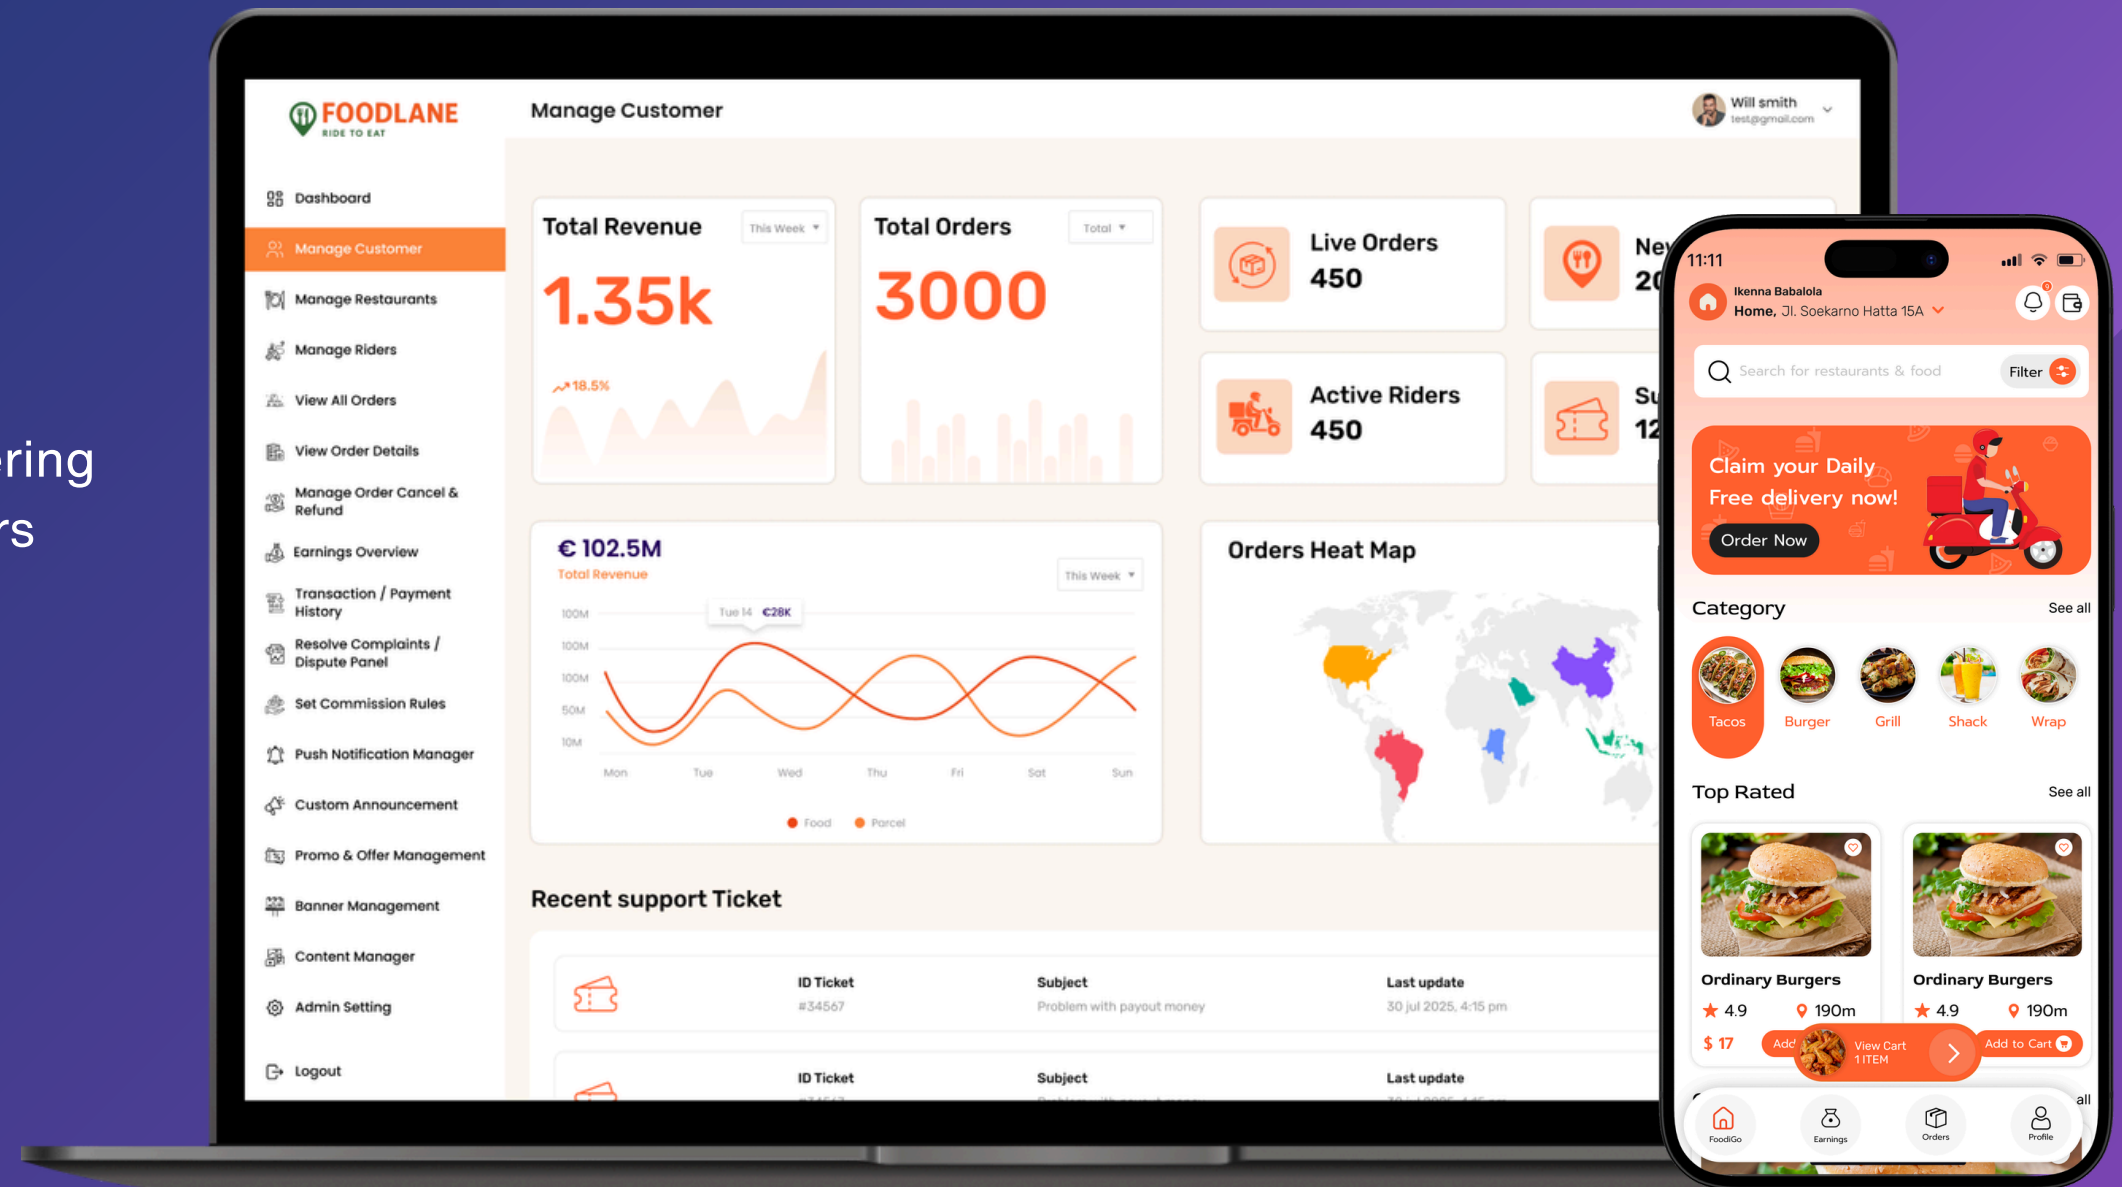 ering
rs
FOODLANE
RIDE TO EAT
Dashboard
Manage Customer
Manage Restaurants
Manage Riders
View All Orders
View Order Details
Manage Order Cancel &
Refund
Earnings Overview
Transaction / Payment
History
Resolve Complaints /
Dispute Panel
Set Commission Rules
Push Notification Manager
Custom Announcement
Promo & Offer Management
Banner Management
Content Manager
Admin Setting
Logout
Manage Customer
Will smith
test@gmail.com
Total Revenue
This Week
1.35k
18.5%
Total Orders
Total
3000
Live Orders
450
Active Riders
450
Ne
20
Su
12
€ 102.5M
Total Revenue
This Week
Tue 14 €28K
100M
100M
100M
50M
10M
Mon Tue Wed Thu Fri Sat Sun
Food Parcel
Orders Heat Map
Recent support Ticket
ID Ticket Subject Last update
#34567 Problem with payout money 30 jul 2025, 4:15 pm
ID Ticket Subject Last update
11:11
Ikenna Babalola
Home, Jl. Soekarno Hatta 15A
Search for restaurants & food
Filter
Claim your Daily
Free delivery now!
Order Now
Category See all
Tacos Burger Grill Shack Wrap
Top Rated See all
Ordinary Burgers
4.9 190m
$ 17 Add
Ordinary Burgers
4.9 190m
Add to Cart
View Cart
1 ITEM
all
FoodiGo Earnings Orders Profile